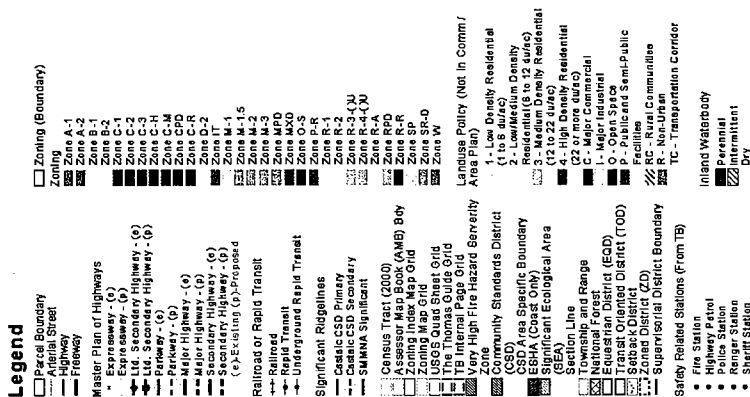 Legend
Parcel Boundary
Arterial Street
Highway
Freeway
Master Plan of Highways
Expressway - (e)
Expressway - (p)
Ltd. Secondary Highway - (e)
Ltd. Secondary Highway - (p)
Parkway - (e)
Parkway - (p)
Major Highway - (e)
Major Highway - (p)
Secondary Highway - (e)
Secondary Highway - (p)
(e)-Existing (p)-Proposed
Railroad or Rapid Transit
Railroad
Rapid Transit
Underground Rapid Transit
Significant Ridgelines
Castaic CSD Primary
Castaic CSD Secondary
SMMNA Significant
Census Tract (2000)
Assessor Map Book (AMB) Bdy
Zoning Index Map Grid
Zoning Map Grid
USGS Quad Sheet Grid
The Thomas Guide Grid
TB Internal Page Grid
Very High Fire Hazard Serverity
Zone
Community Standards District
(CSD)
CSD Area Specific Boundary
ESHA (Coast Only)
Significant Ecological Area
(SEA)
Section Line
Township and Range
National Forest
Equestrian District (EQD)
Transit Oriented District (TOD)
Setback District
Zoned District (ZD)
Supervisorial District Boundary
Safety Related Stations (From TB)
Fire Station
Highway Patrol
Police Station
Ranger Station
Sheriff Station
Zoning (Boundary)
Zoning
Zone A-1
Zone A-2
Zone B-1
Zone B-2
Zone C-1
Zone C-2
Zone C-3
Zone C-H
Zone C-M
Zone CPD
Zone C-R
Zone D-2
Zone IT
Zone M-1
Zone M-1.5
Zone M-2
Zone M-3
Zone MPD
Zone MXD
Zone O-S
Zone P-R
Zone R-1
Zone R-2
Zone R-3-()U
Zone R-4-()U
Zone R-A
Zone RPD
Zone R-R
Zone SP
Zone SR-D
Zone W
Landuse Policy (Not In Comm/
Area Plan)
1 - Low Density Residential
(1 to 6 du/ac)
2 - Low/Medium Density
Residential (6 to 12 du/ac)
3 - Medium Density Residential
(12 to 22 du/ac)
4 - High Density Residential
(22 or more du/ac)
C - Major Commercial
I - Major Industrial
O - Open Space
P - Public and Semi-Public
Facilities
RC - Rural Communities
R - Non-Urban
TC - Transportation Corridor
Inland Waterbody
Perennial
Intermittent
Dry